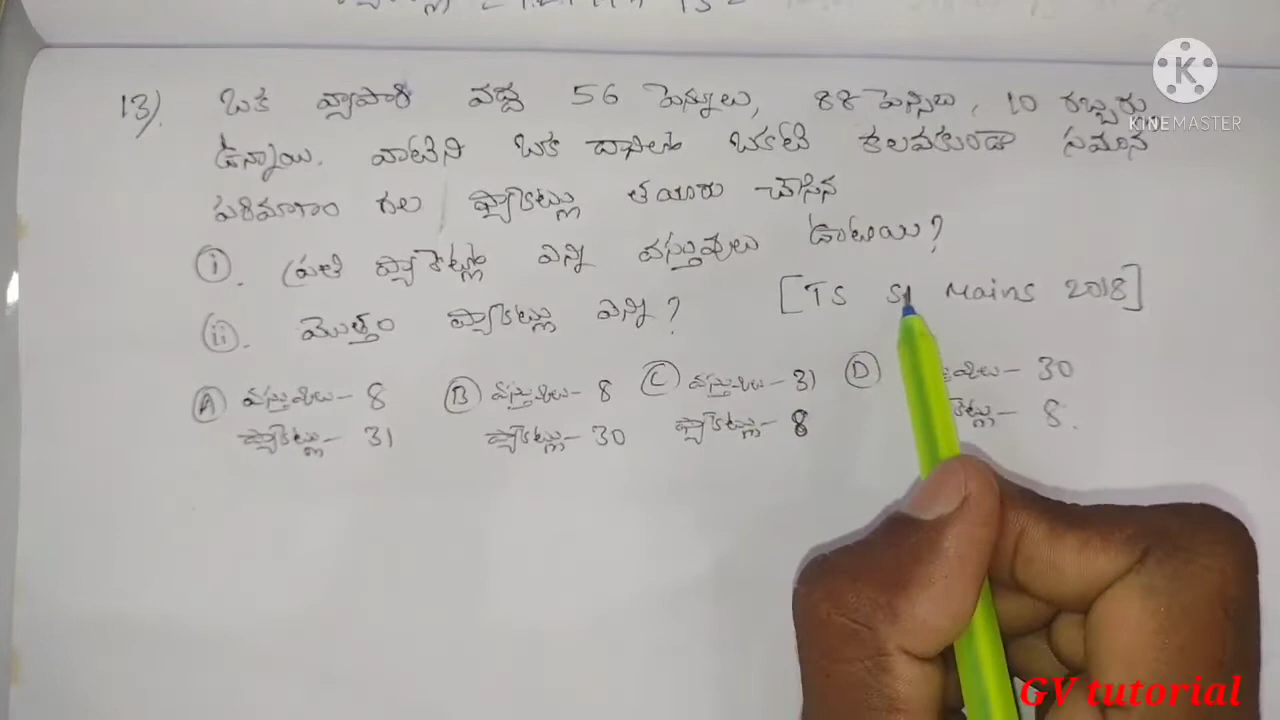 13). ఒక వ్యాపారి వద్ద 56 పెన్నులు, 88 పెన్సిలు, 10 రబ్బర్లు
ఉన్నాయి. వాటిని ఒక దానిలో ఒకటి కలవకుండా సమాన
పరిమాణం గల ప్యాకెట్లు తయారు చేసిన
i. ప్రతి ప్యాకెట్లో ఎన్ని వస్తువులు ఉంటాయి?
ii. మొత్తం ప్యాకెట్లు ఎన్ని? [TS SI Mains 2018]
A వస్తువులు- 8 B వస్తువులు- 8 C వస్తువులు- 31 D - 30
ప్యాకెట్లు- 31 ప్యాకెట్లు- 30 ప్యాకెట్లు- 8 కెట్లు- 8.
KINEMASTER
GV tutorial